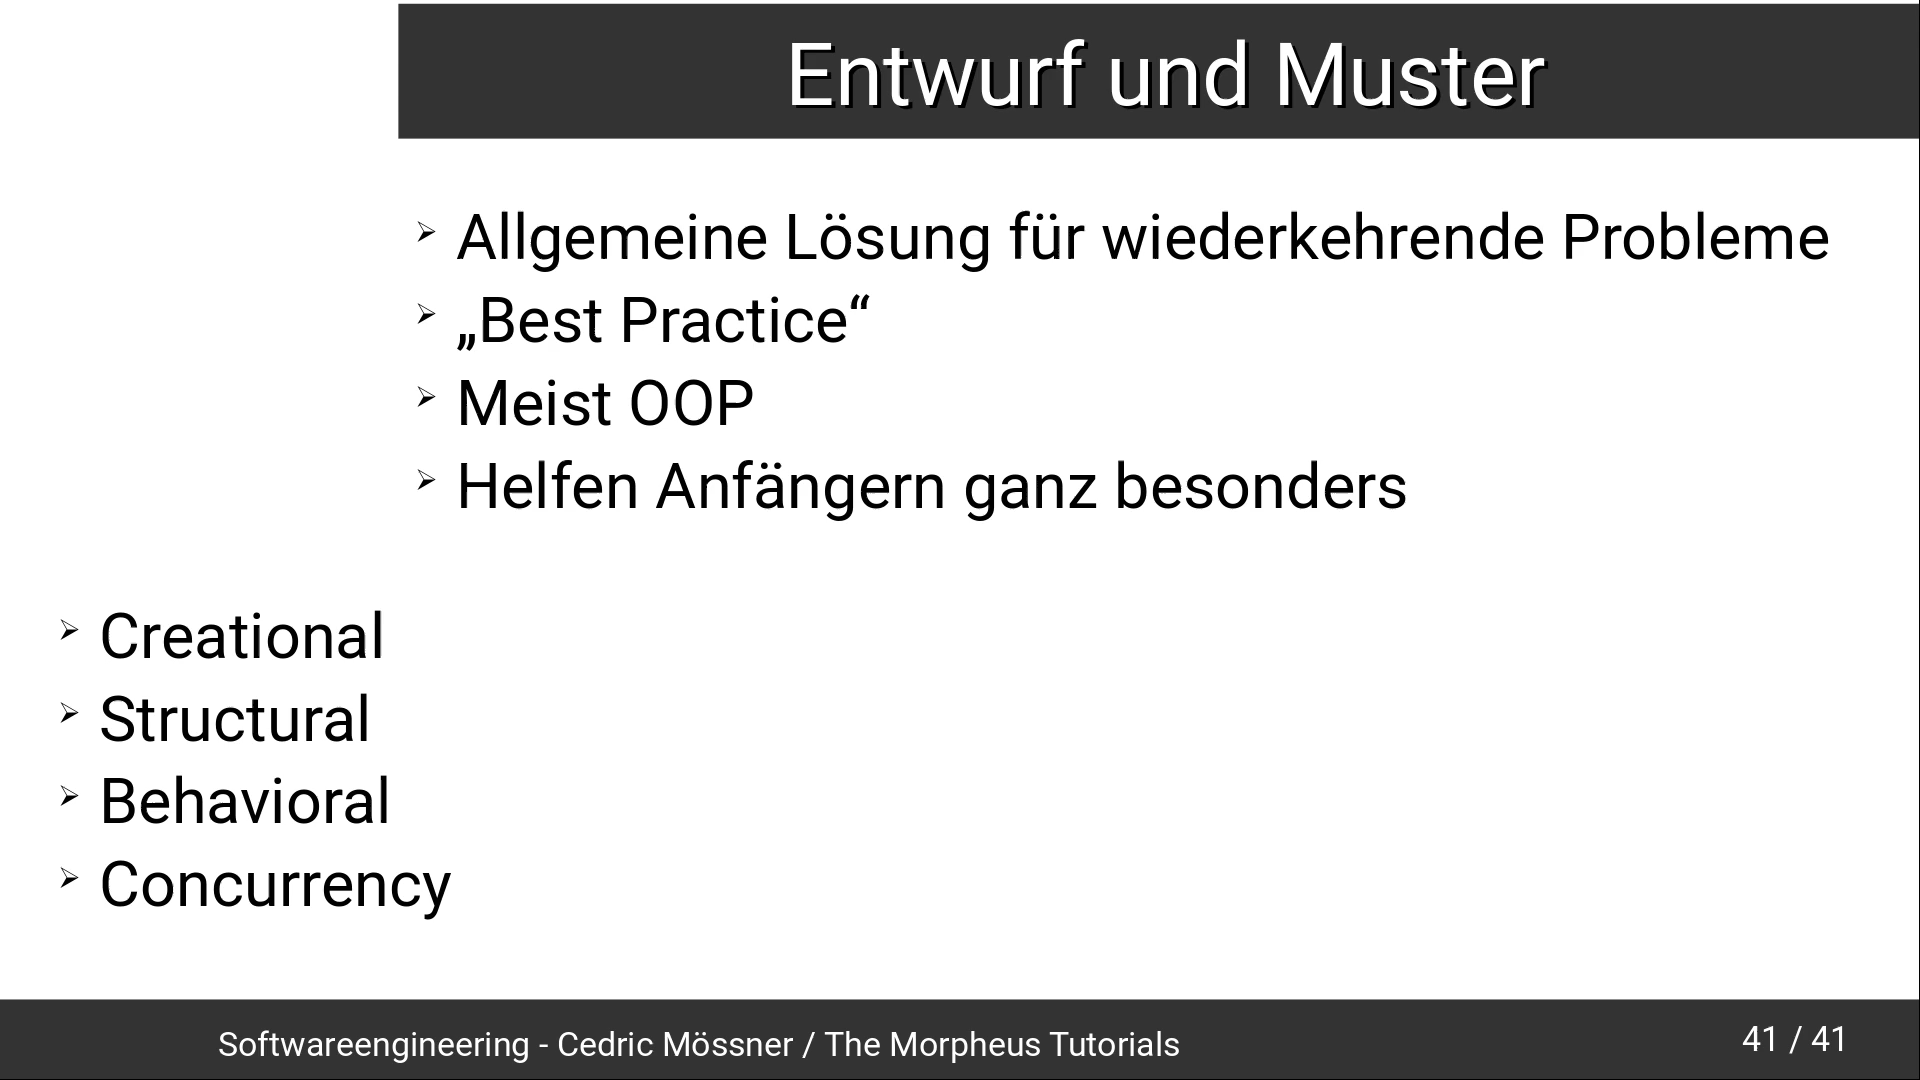 Entwurf und Muster
➢ Allgemeine Lösung für wiederkehrende Probleme
➢ „Best Practice“
➢ Meist OOP
➢ Helfen Anfängern ganz besonders
➢ Creational
➢ Structural
➢ Behavioral
➢ Concurrency
Softwareengineering - Cedric Mössner / The Morpheus Tutorials
41 / 41